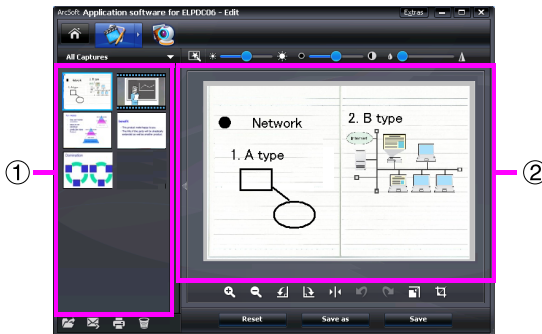 ArcSoft Application software for ELPDC06 - Edit
Extras
All Captures
Network
1. A type
2. B type
Internet
Reset
Save as
Save
1
2